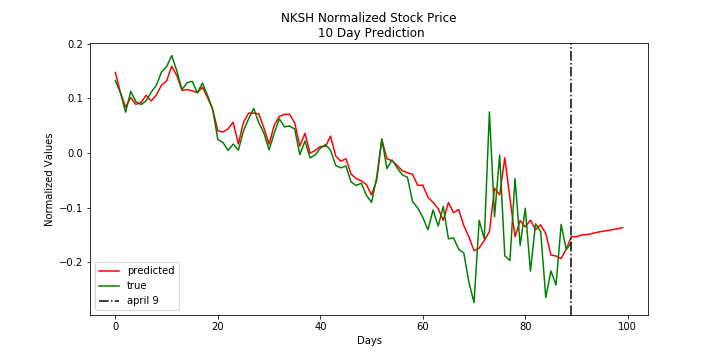 NKSH Normalized Stock Price
10 Day Prediction
0.2
0.1
0.0
−0.1
−0.2
Normalized Values
predicted
true
april 9
0 20 40 60 80 100
Days